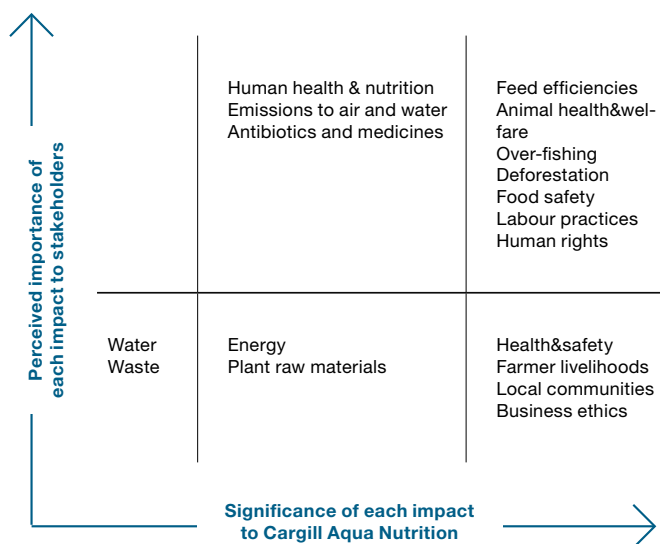 Perceived importance of
each impact to stakeholders
Human health & nutrition
Emissions to air and water
Antibiotics and medicines
Feed efficiencies
Animal health&wel-
fare
Over-fishing
Deforestation
Food safety
Labour practices
Human rights
Water
Waste
Energy
Plant raw materials
Health&safety
Farmer livelihoods
Local communities
Business ethics
Significance of each impact
to Cargill Aqua Nutrition